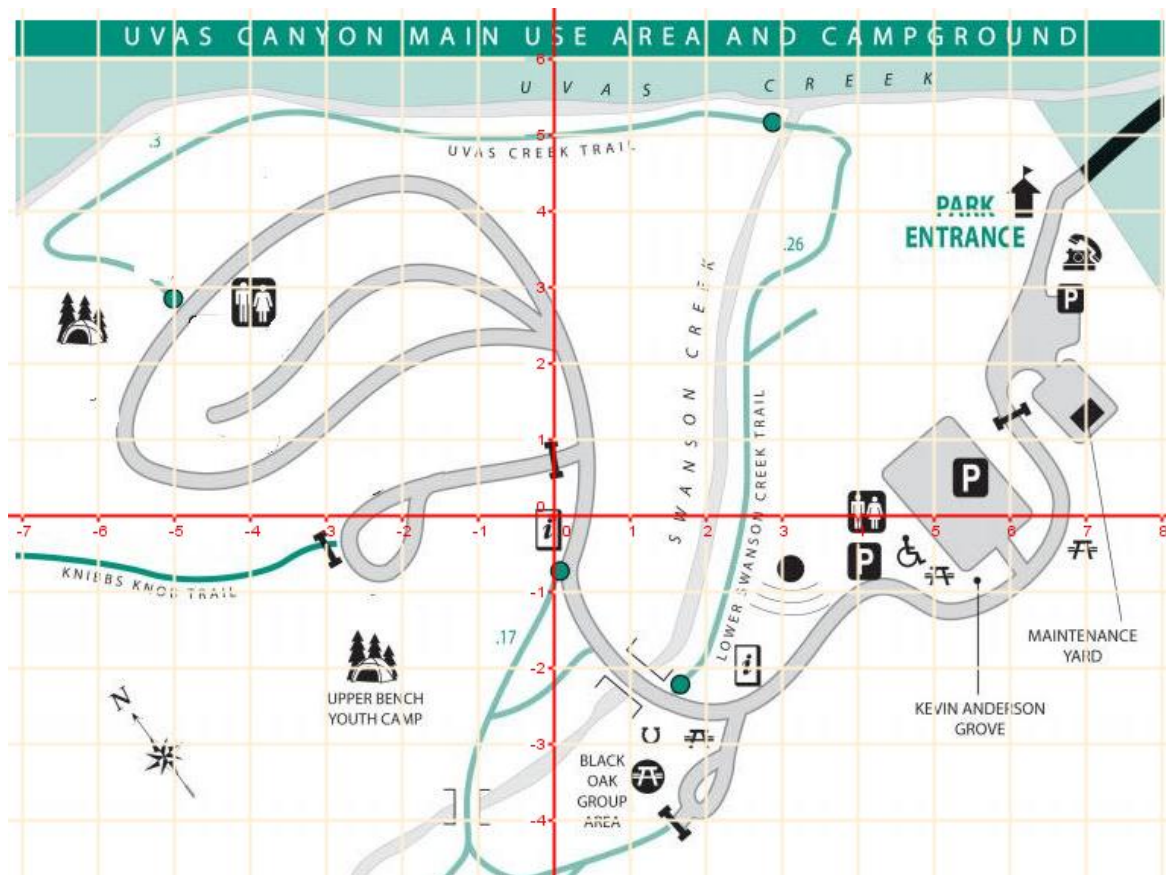 UVAS CANYON MAIN USE AREA AND CAMPGROUND
6
UVAS CREEK
5
.3
UVAS CREEK TRAIL
4
PARK
ENTRANCE
.26
3
P
SWANSON CREEK
2
LOWER SWANSON CREEK TRAIL
1
P
0
-7 -6 -5 -4 -3 -2 -1 0 1 2 3 4 5 6 7 8
i
P
KNIBBS KNOB TRAIL
-1
.17
MAINTENANCE
YARD
-2
i
N
UPPER BENCH
YOUTH CAMP
KEVIN ANDERSON
GROVE
-3
BLACK
OAK
GROUP
AREA
-4